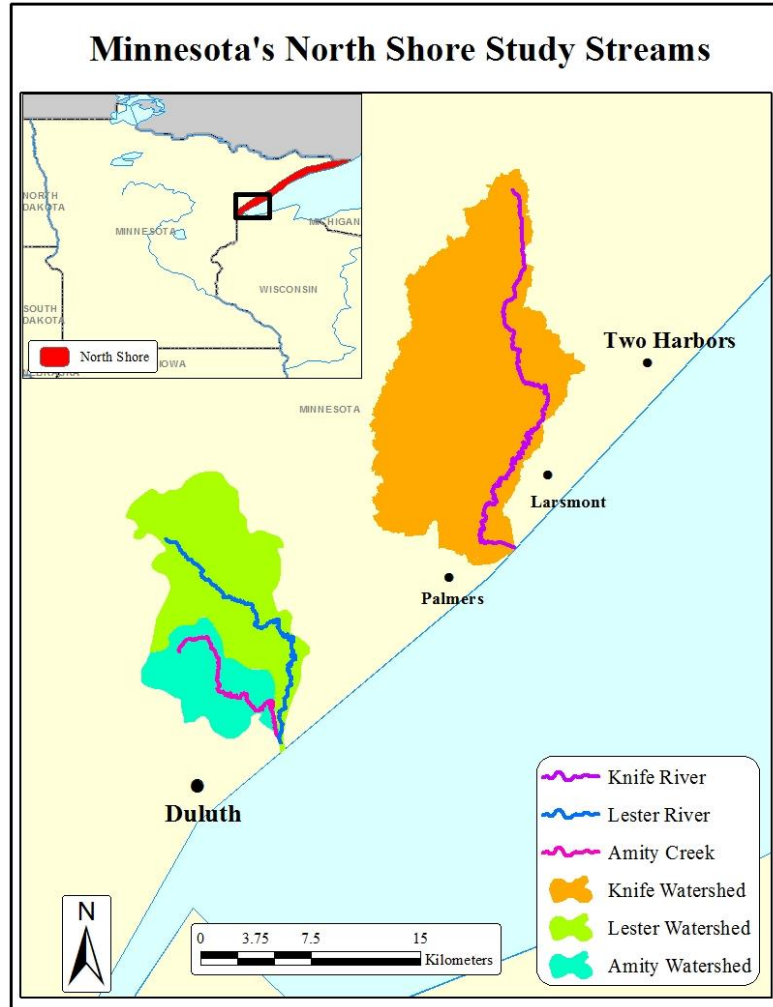 Minnesota's North Shore Study Streams
NORTH
DAKOTA
MINNESOTA
MICHIGAN
WISCONSIN
SOUTH
DAKOTA
IOWA
North Shore
MINNESOTA
Two Harbors
Larsmont
Palmers
Duluth
Knife River
Lester River
Amity Creek
Knife Watershed
Lester Watershed
Amity Watershed
N
0 3.75 7.5 15
Kilometers